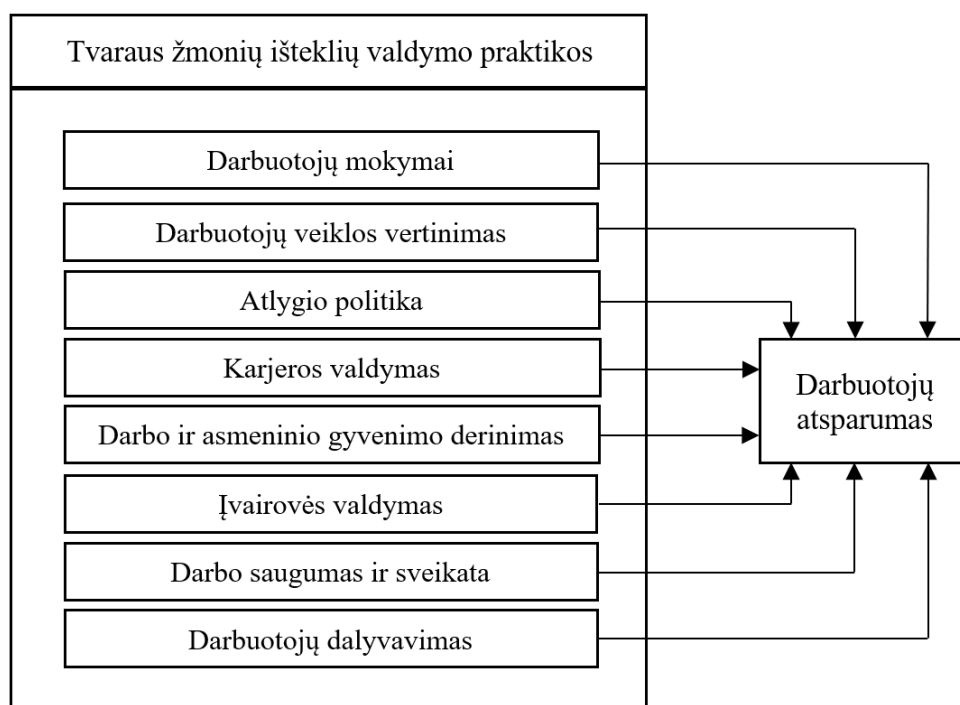 Tvaraus žmonių išteklių valdymo praktikos
Darbuotojų mokymai
Darbuotojų veiklos vertinimas
Atlygio politika
Karjeros valdymas
Darbo ir asmeninio gyvenimo derinimas
Įvairovės valdymas
Darbo saugumas ir sveikata
Darbuotojų dalyvavimas
Darbuotojų
atsparumas